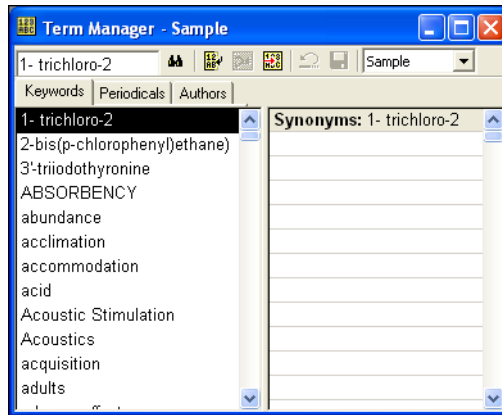 Term Manager - Sample
1- trichloro-2
Sample
Keywords Periodicals Authors
1- trichloro-2
Synonyms: 1- trichloro-2
2-bis(p-chlorophenyl)ethane)
3'-triiodothyronine
ABSORBENCY
abundance
acclimation
accommodation
acid
Acoustic Stimulation
Acoustics
acquisition
adults